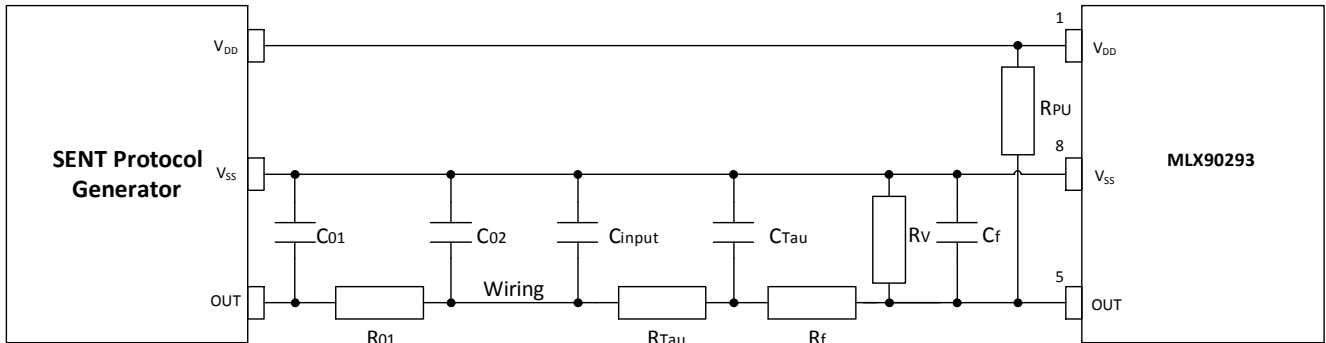 1
VDD
VDD
RPU
SENT Protocol
Generator
VSS
8
VSS
MLX90293
C01
C02
Cinput
CTau
RV
Cf
Wiring
5
OUT
OUT
R01
RTau
Rf